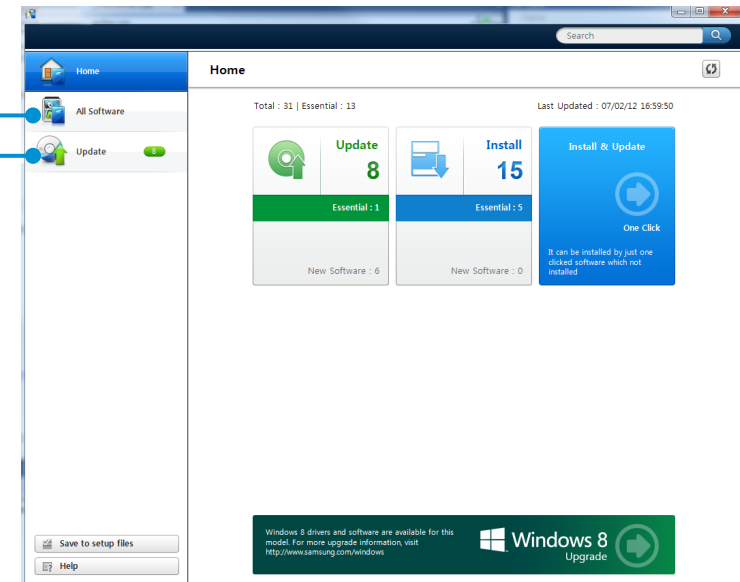 Search
Home
All Software
Update 8
Save to setup files
Help
Home
Total : 31 | Essential : 13 Last Updated : 07/02/12 16:59:50
Update
8
Essential : 1
New Software : 6
Install
15
Essential : 5
New Software : 0
Install & Update
One Click
It can be installed by just one
clicked software which not
installed
Windows 8 drivers and software are available for this
model. For more upgrade information, visit
http://www.samsung.com/windows
Windows 8
Upgrade